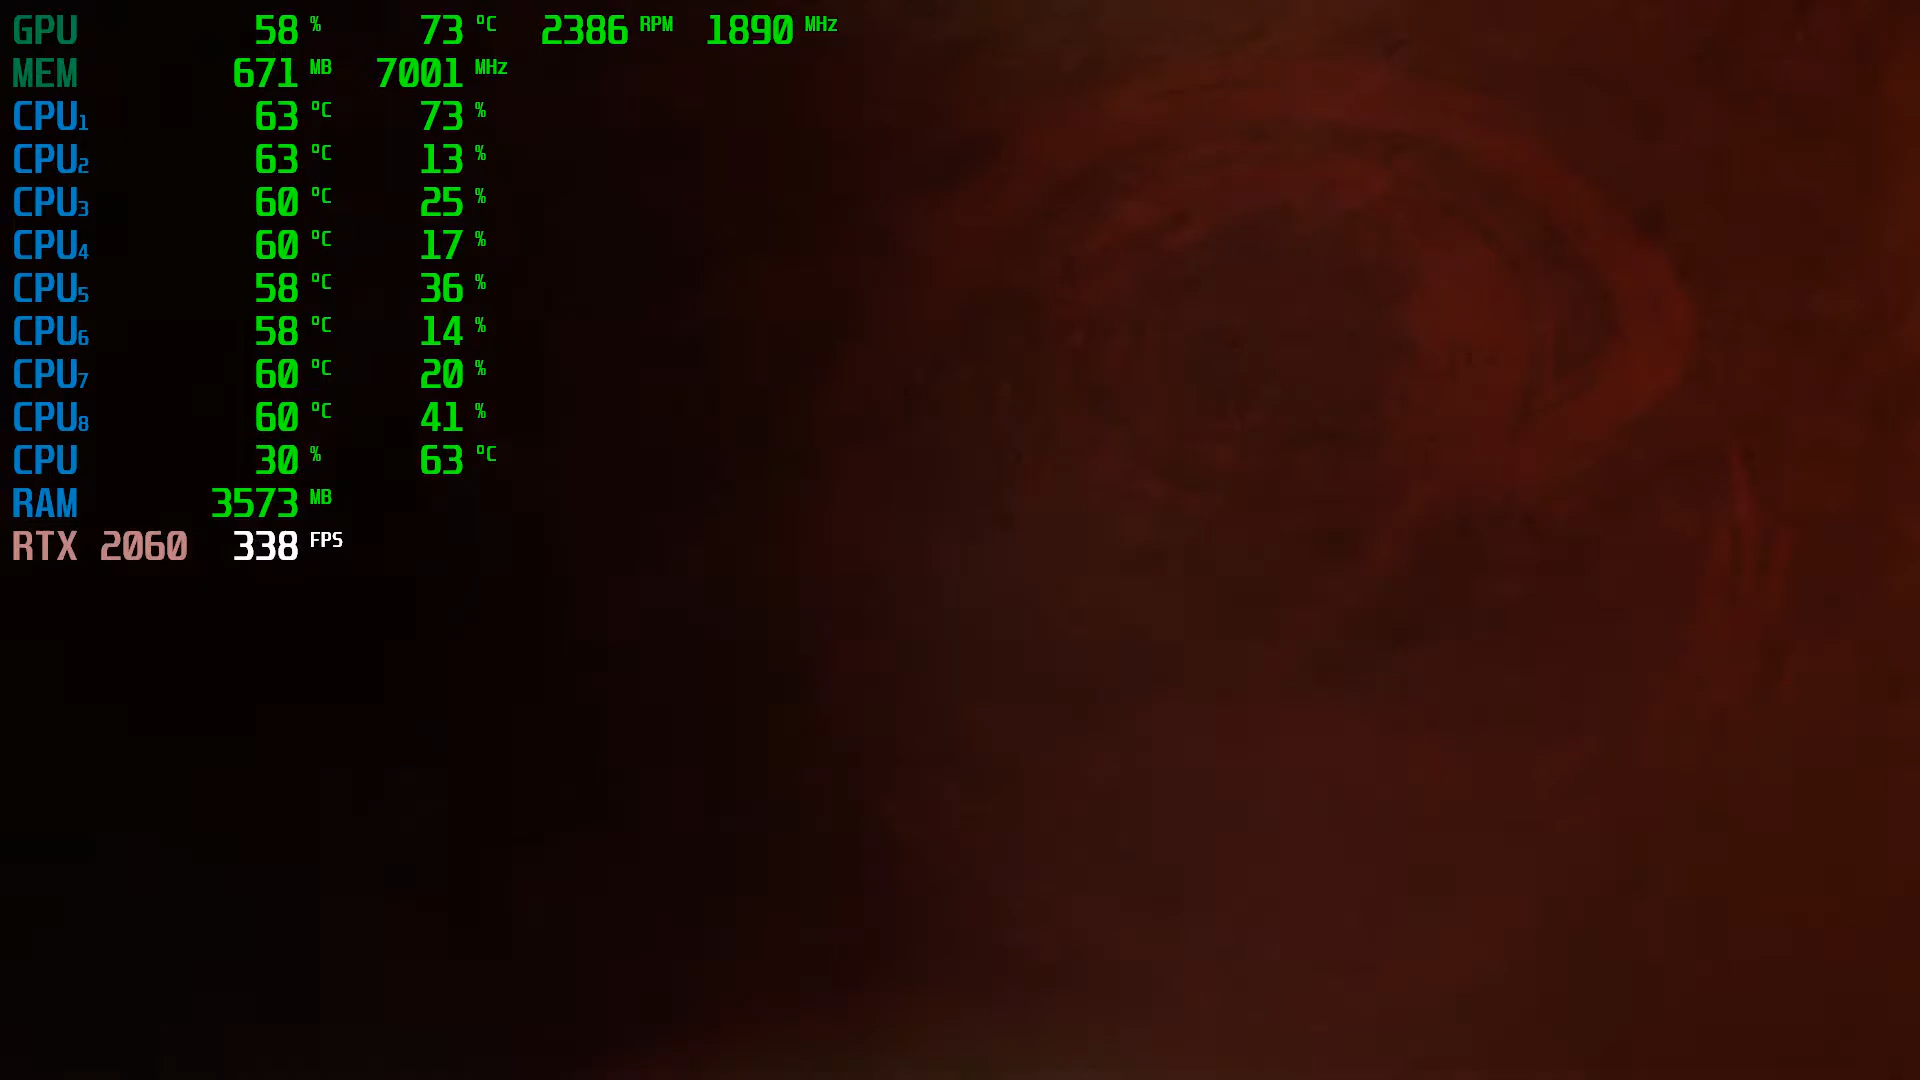 GPU 58 % 73 °C 2386 RPM 1890 MHz
MEM 671 MB 7001 MHz
CPU1 63 °C 73 %
CPU2 63 °C 13 %
CPU3 60 °C 25 %
CPU4 60 °C 17 %
CPU5 58 °C 36 %
CPU6 58 °C 14 %
CPU7 60 °C 20 %
CPU8 60 °C 41 %
CPU 30 % 63 °C
RAM 3573 MB
RTX 2060 338 FPS